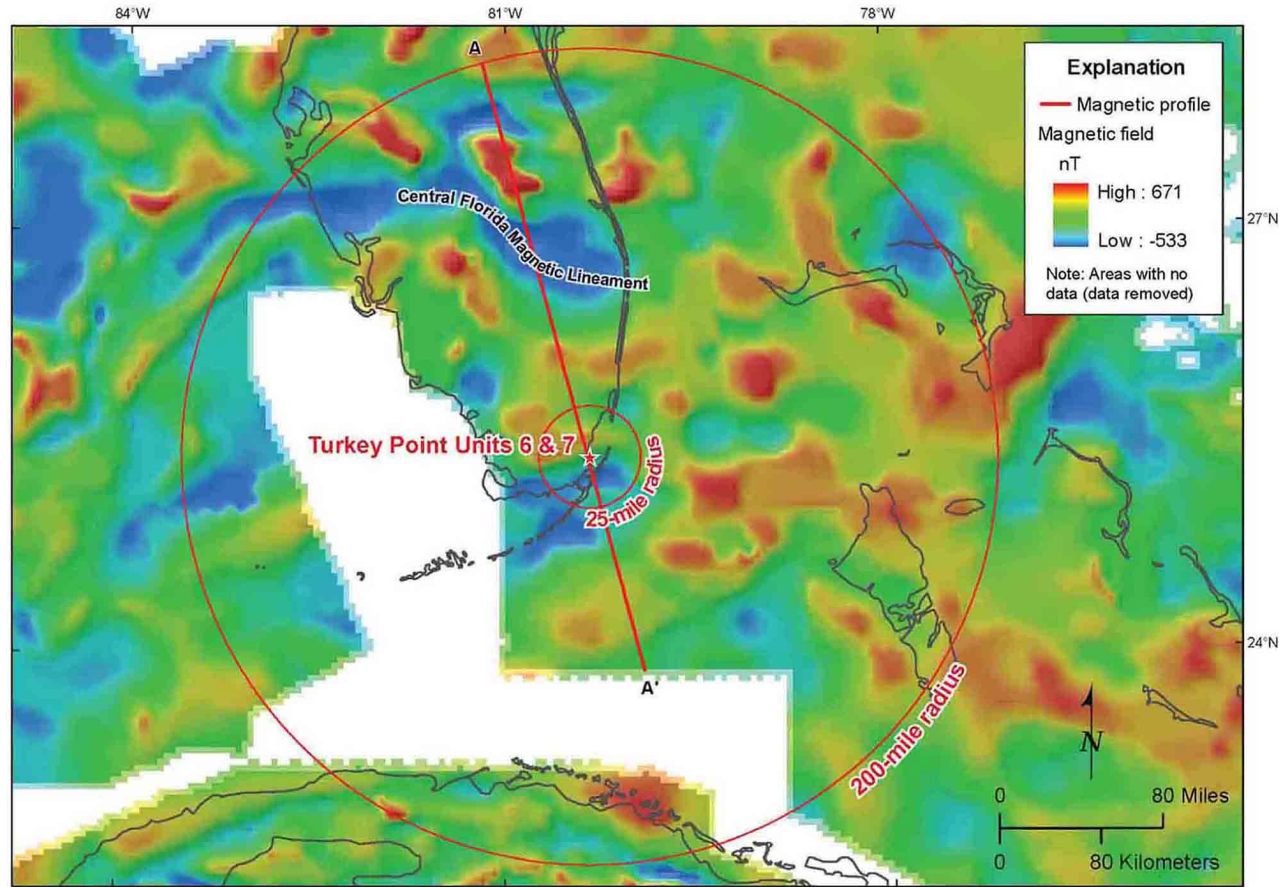 84°W
81°W
78°W
A
Explanation
Magnetic profile
Magnetic field
nT
High : 671
Low : -533
Note: Areas with no
data (data removed)
27°N
Central Florida Magnetic Lineament
Turkey Point Units 6 & 7
25-mile radius
24°N
A'
200-mile radius
N
0 80 Miles
0 80 Kilometers